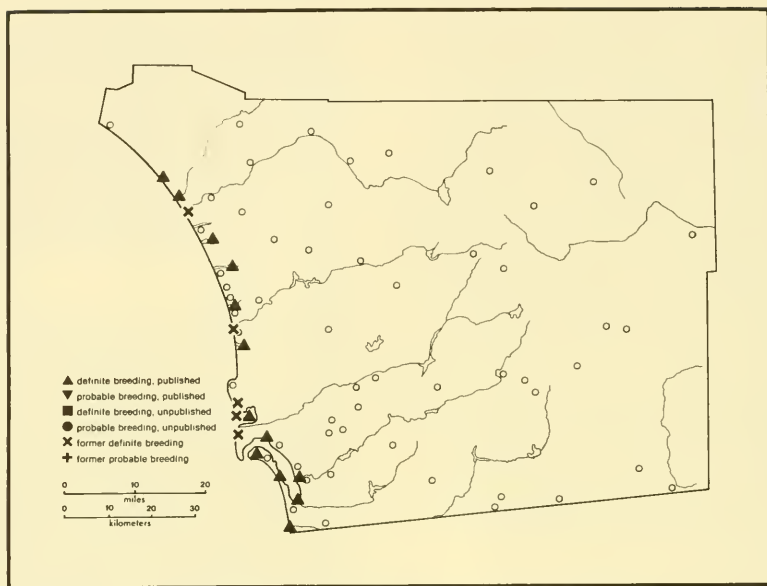 definite breeding, published
probable breeding, published
definite breeding, unpublished
probable breeding, unpublished
former definite breeding
former probable breeding
0 10 20
miles
0 10 20 30
kilometers